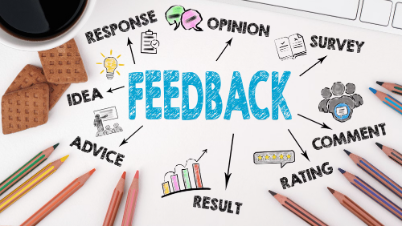 RESPONSE
OPINION
SURVEY
IDEA
FEEDBACK
COMMENT
ADVICE
RATING
RESULT